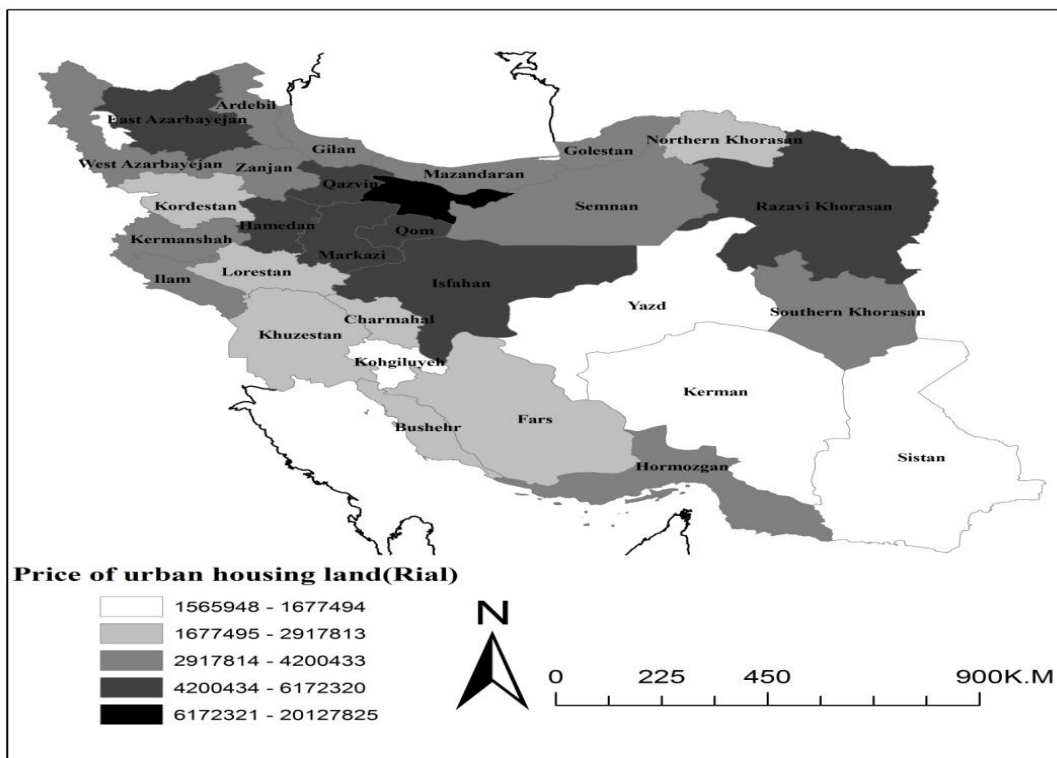 Ardebil
East Azarbayejan
Northern Khorasan
Gilan
Golestan
West Azarbayejan
Zanjan
Mazandaran
Qazvin
Kordestan
Semnan
Razavi Khorasan
Hamedan
Qom
Kermanshah
Markazi
Lorestan
Ilam
Isfahan
Yazd
Southern Khorasan
Charmahal
Khuzestan
Kohgiluyeh
Kerman
Fars
Bushehr
Sistan
Hormozgan
Price of urban housing land(Rial)
1565948 - 1677494
1677495 - 2917813
2917814 - 4200433
4200434 - 6172320
6172321 - 20127825
N
0 225 450 900K.M